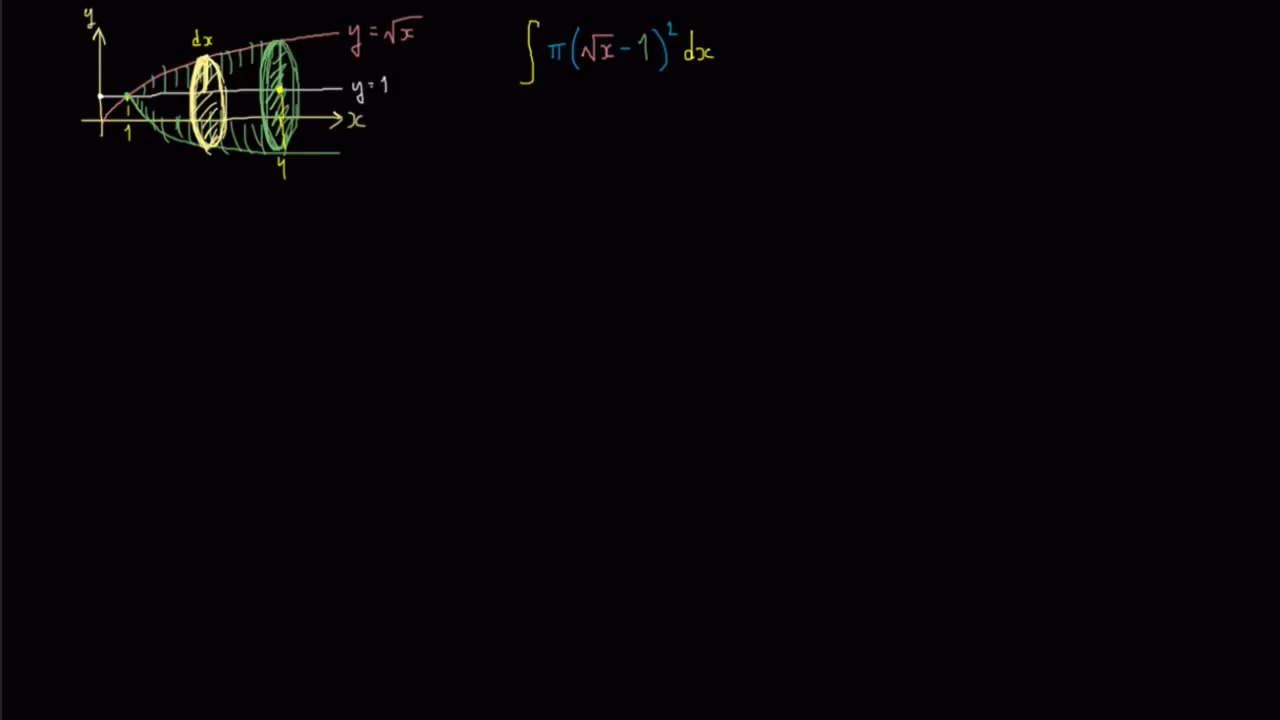 y
dx
y = √x
y = 1
x
1
4
∫ π(√x - 1)² dx